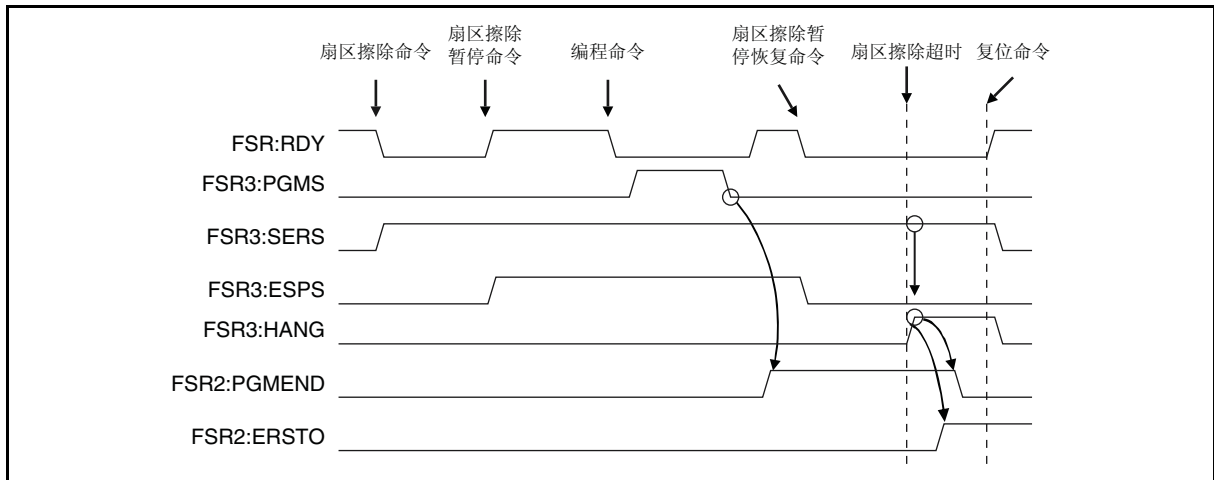 扇区擦除命令
扇区擦除
暂停命令
编程命令
扇区擦除暂
停恢复命令
扇区擦除超时
复位命令
FSR:RDY
FSR3:PGMS
FSR3:SERS
FSR3:ESPS
FSR3:HANG
FSR2:PGMEND
FSR2:ERSTO